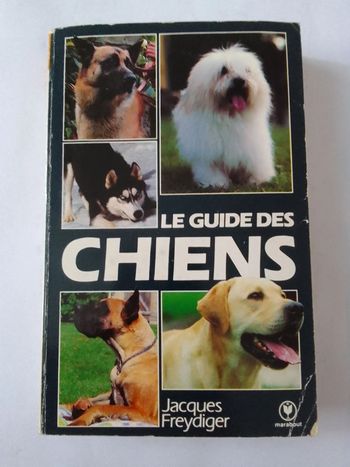 LE GUIDE DES
CHIENS
Jacques
Freydiger
marabout